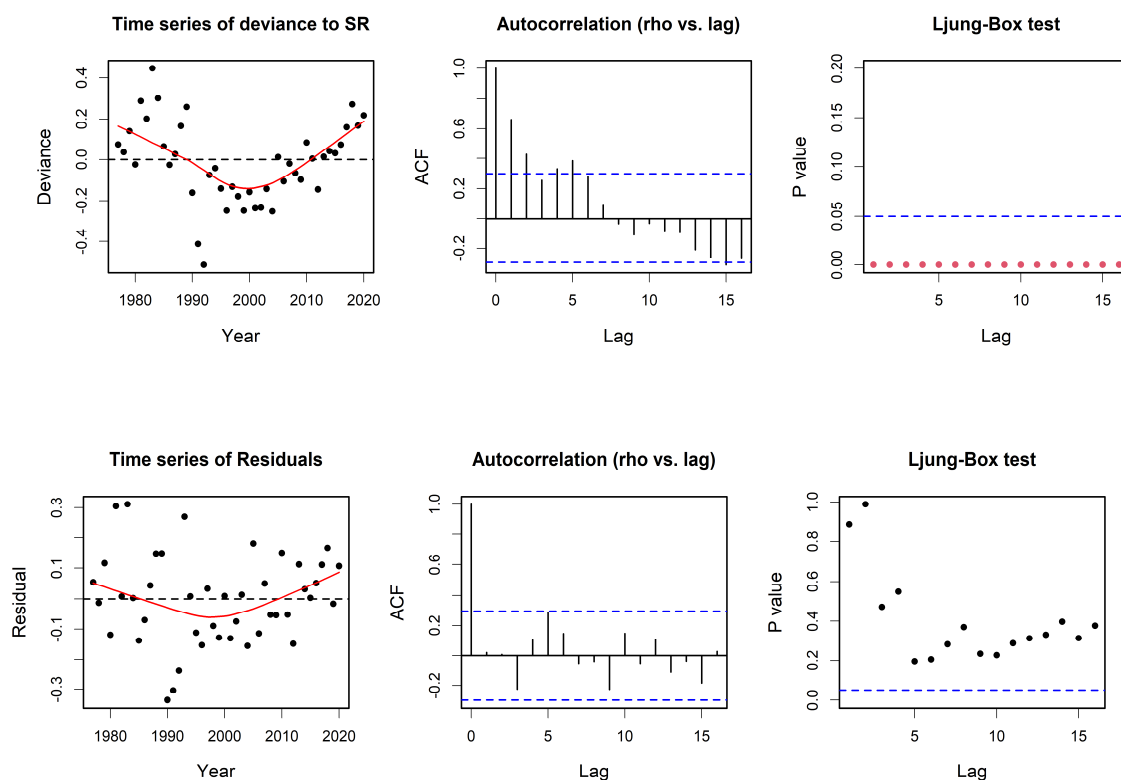 Time series of deviance to SR
Deviance
-0.4 0.0 0.2 0.4
1980 1990 2000 2010 2020
Year
Autocorrelation (rho vs. lag)
ACF
-0.2 0.2 0.6 1.0
0 5 10 15
Lag
Ljung-Box test
P value
0.00 0.05 0.10 0.15 0.20
5 10 15
Lag
Time series of Residuals
Residual
-0.3 -0.1 0.1 0.3
1980 1990 2000 2010 2020
Year
Autocorrelation (rho vs. lag)
ACF
-0.2 0.2 0.6 1.0
0 5 10 15
Lag
Ljung-Box test
P value
0.0 0.2 0.4 0.6 0.8 1.0
5 10 15
Lag